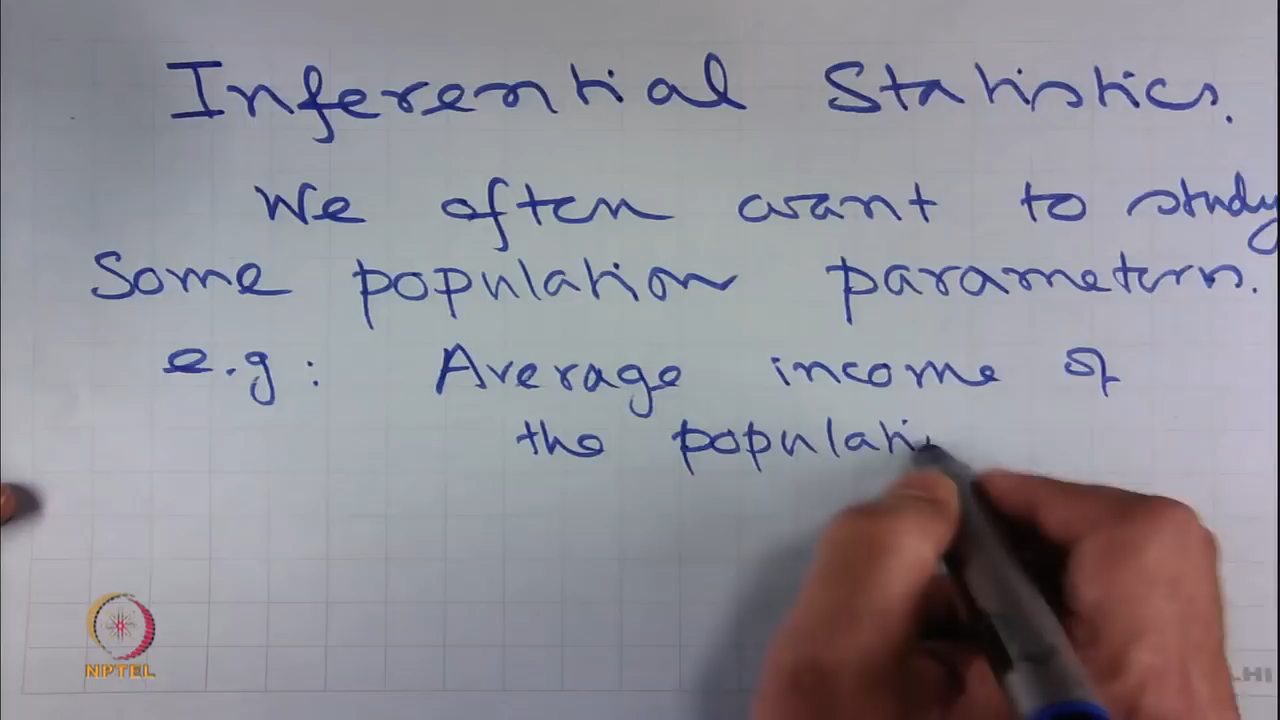 Inferential Statistics.
We often want to study
Some population parameters.
e.g : Average income of
the populati
NPTEL